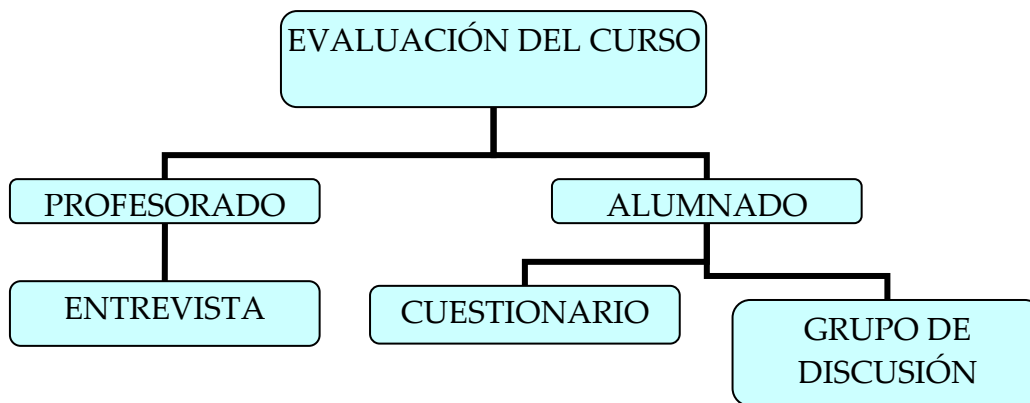 EVALUACIÓN DEL CURSO
PROFESORADO
ALUMNADO
ENTREVISTA
CUESTIONARIO
GRUPO DE
DISCUSIÓN